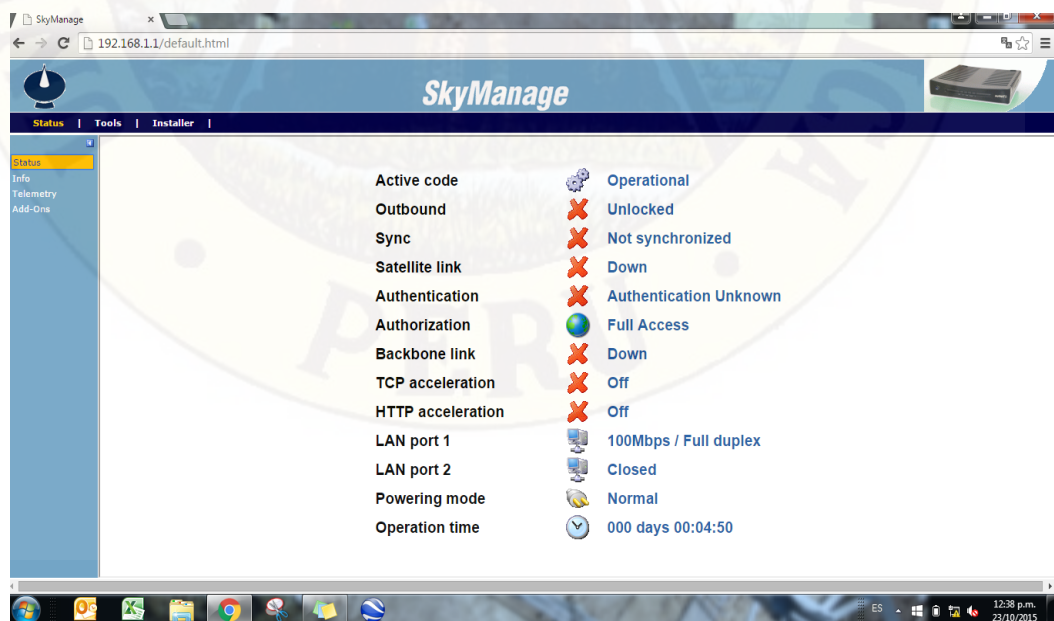 SkyManage
192.168.1.1/default.html
SkyManage
Status | Tools | Installer |
Status
Info
Telemetry
Add-Ons
Active code Operational
Outbound Unlocked
Sync Not synchronized
Satellite link Down
Authentication Authentication Unknown
Authorization Full Access
Backbone link Down
TCP acceleration Off
HTTP acceleration Off
LAN port 1 100Mbps / Full duplex
LAN port 2 Closed
Powering mode Normal
Operation time 000 days 00:04:50
PERU
ES
12:38 p.m.
23/10/2015